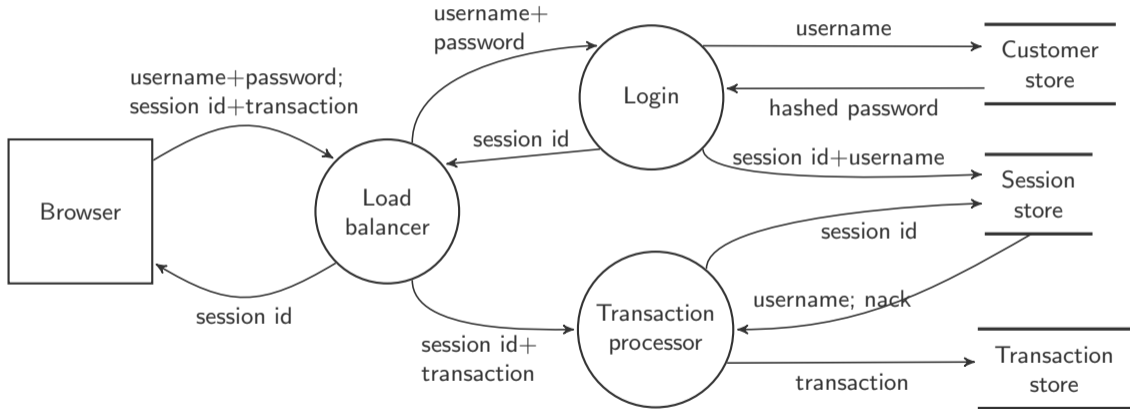 username+
password
username
Customer
store
username+password;
session id+transaction
Login
hashed password
session id
session id+username
Session
store
Browser
Load
balancer
session id
session id
username; nack
Transaction
processor
session id+
transaction
Transaction
store
transaction